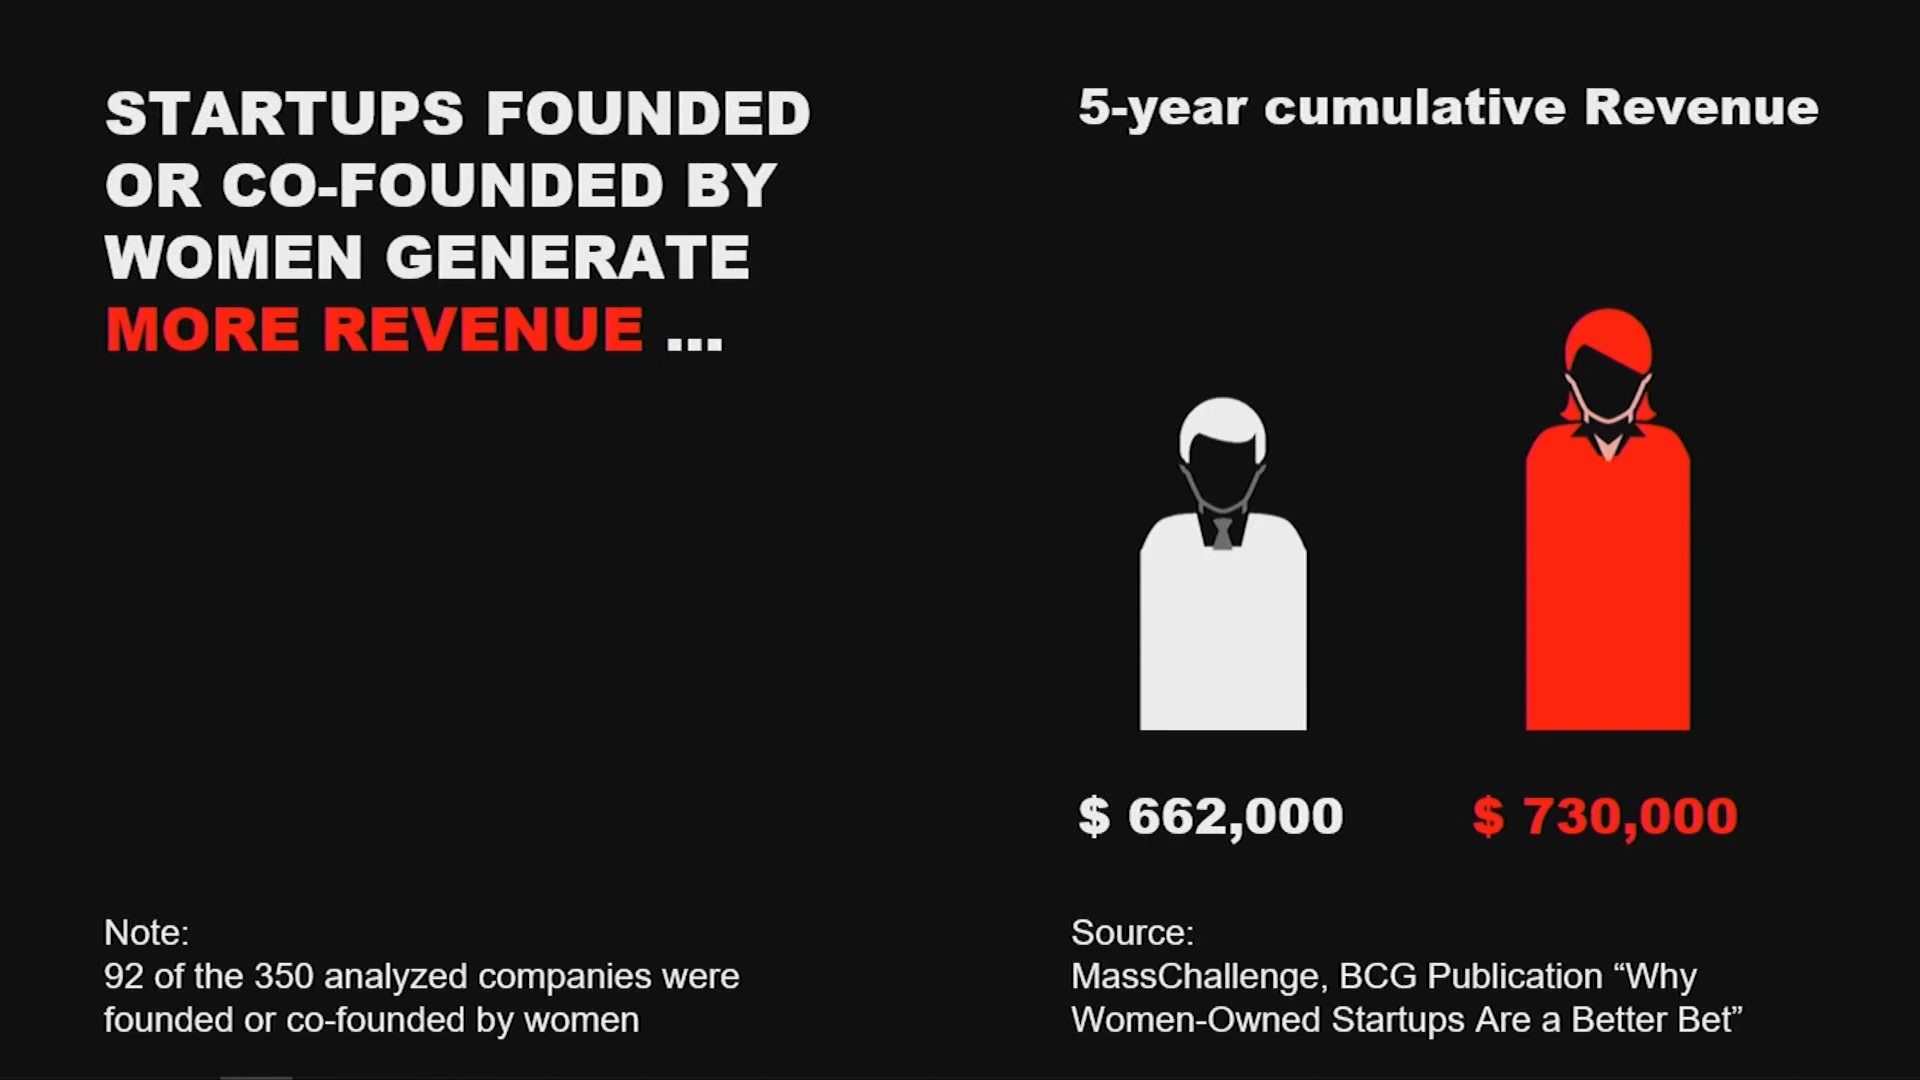 STARTUPS FOUNDED
OR CO-FOUNDED BY
WOMEN GENERATE
MORE REVENUE ...
5-year cumulative Revenue
$ 662,000
$ 730,000
Note:
92 of the 350 analyzed companies were
founded or co-founded by women
Source:
MassChallenge, BCG Publication “Why
Women-Owned Startups Are a Better Bet”